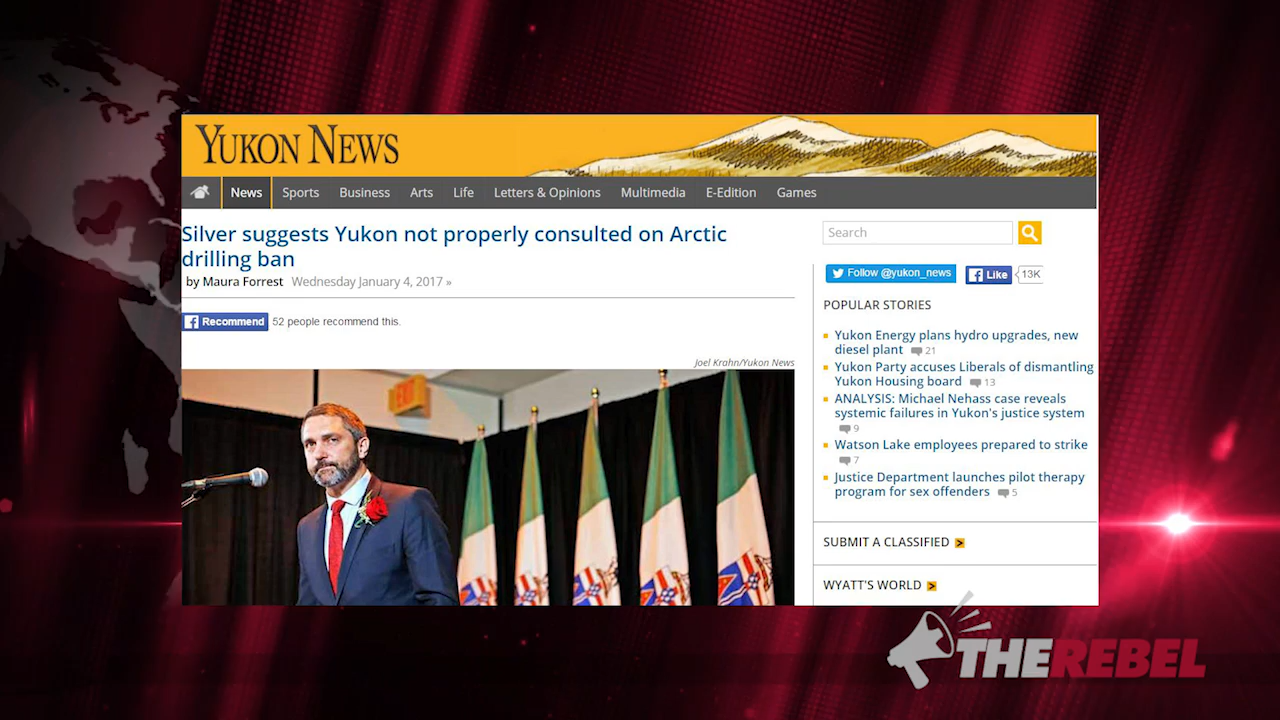 YUKON NEWS
News Sports Business Arts Life Letters & Opinions Multimedia E-Edition Games
Silver suggests Yukon not properly consulted on Arctic
drilling ban
by Maura Forrest Wednesday January 4, 2017 »
Recommend 52 people recommend this.
Joel Krahn/Yukon News
EXIT
Search
Follow @yukon_news Like 13K
POPULAR STORIES
Yukon Energy plans hydro upgrades, new
diesel plant 21
Yukon Party accuses Liberals of dismantling
Yukon Housing board 13
ANALYSIS: Michael Nehass case reveals
systemic failures in Yukon's justice system
9
Watson Lake employees prepared to strike
7
Justice Department launches pilot therapy
program for sex offenders 5
SUBMIT A CLASSIFIED
WYATT'S WORLD
THEREBEL